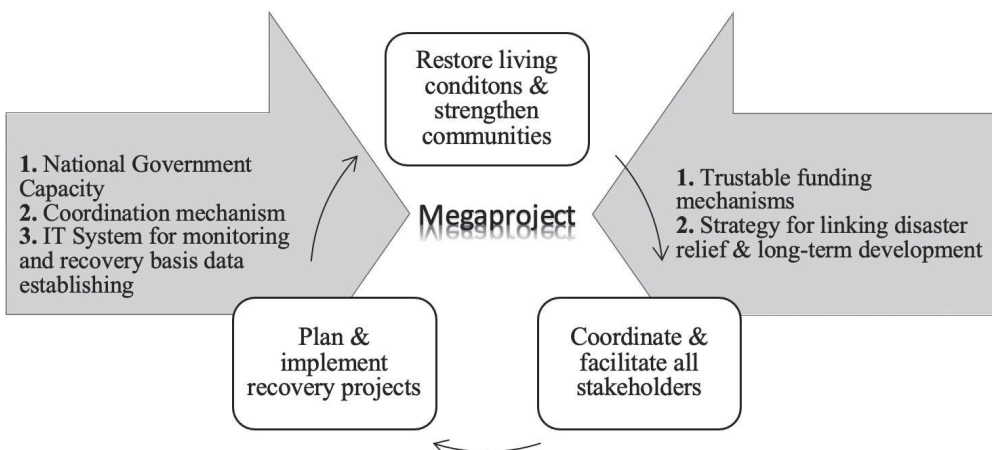 Restore living
conditons &
strengthen
communities
1. National Government
Capacity
2. Coordination mechanism
3. IT System for monitoring
and recovery basis data
establishing
Megaproject
1. Trustable funding
mechanisms
2. Strategy for linking disaster
relief & long-term development
Plan &
implement
recovery projects
Coordinate &
facilitate all
stakeholders